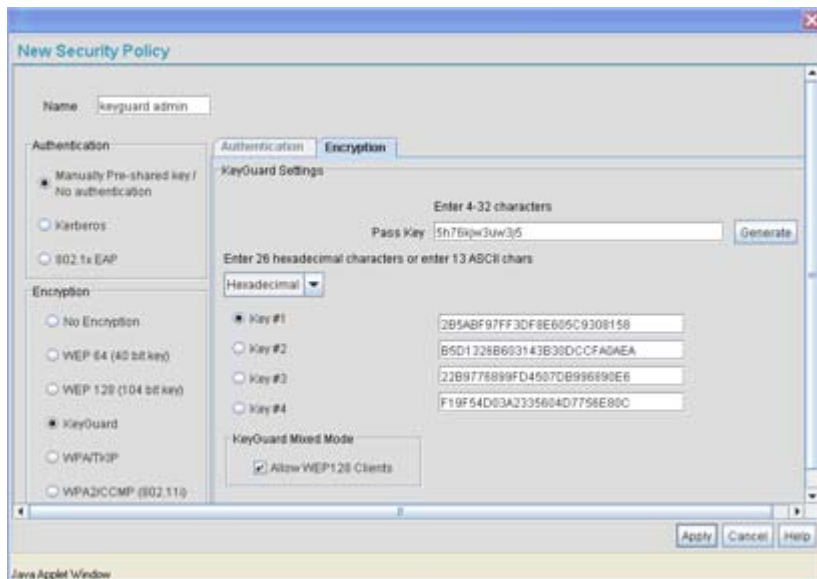 New Security Policy
Name keyguard admin
Authentication
Manually Pre-shared key /
No authentication
Kerberos
802.1x EAP
Encryption
No Encryption
WEP 64 (40 bit key)
WEP 128 (104 bit key)
KeyGuard
WPA/TKIP
WPA2/CCMP (802.11i)
Authentication Encryption
KeyGuard Settings
Enter 4-32 characters
Pass Key 5h76kjw3uw3j5 Generate
Enter 26 hexadecimal characters or enter 13 ASCII chars
Hexadecimal
Key #1 2B5ABF97FF3DF8E605C9308158
Key #2 B5D1326B603143B30DCCFA0AEA
Key #3 22B9776899FD4507DB996890E6
Key #4 F19F54D03A2335604D7756E80C
KeyGuard Mixed Mode
Allow WEP128 Clients
Apply Cancel Help
Java Applet Window